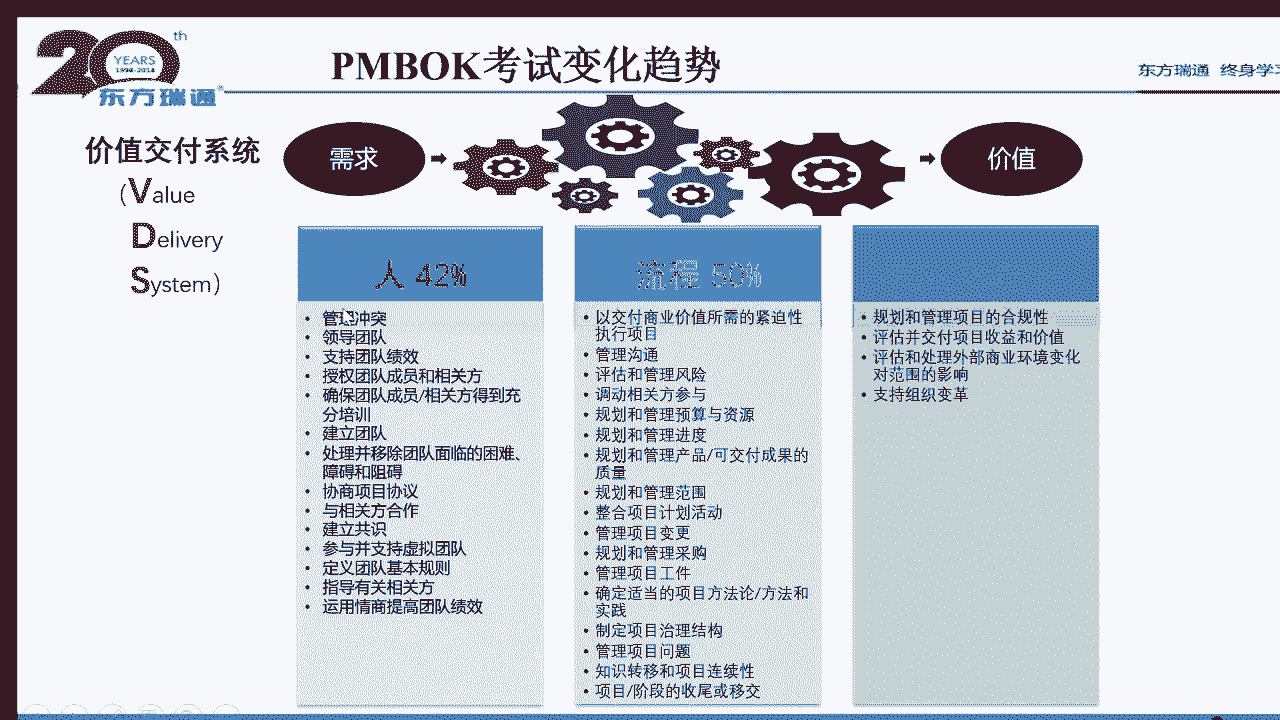 20th
YEARS
1998-2018
东方瑞通®
PMBOK考试变化趋势
东方瑞通 终身学习
价值交付系统
（Value
Delivery
System）
需求
价值
人 42%
• 管理冲突
• 领导团队
• 支持团队绩效
• 授权团队成员和相关方
• 确保团队成员/相关方得到充
分培训
• 建立团队
• 处理并移除团队面临的困难、
障碍和阻碍
• 协商项目协议
• 与相关方合作
• 建立共识
• 参与并支持虚拟团队
• 定义团队基本规则
• 指导有关相关方
• 运用情商提高团队绩效
流程 50%
• 以交付商业价值所需的紧迫性
执行项目
• 管理沟通
• 评估和管理风险
• 调动相关方参与
• 规划和管理预算与资源
• 规划和管理进度
• 规划和管理产品/可交付成果的
质量
• 规划和管理范围
• 整合项目计划活动
• 管理项目变更
• 规划和管理采购
• 管理项目工件
• 确定适当的项目方法论/方法和
实践
• 制定项目治理结构
• 管理项目问题
• 知识转移和项目连续性
• 项目/阶段的收尾或移交
• 规划和管理项目的合规性
• 评估并交付项目收益和价值
• 评估和处理外部商业环境变化
对范围的影响
• 支持组织变革